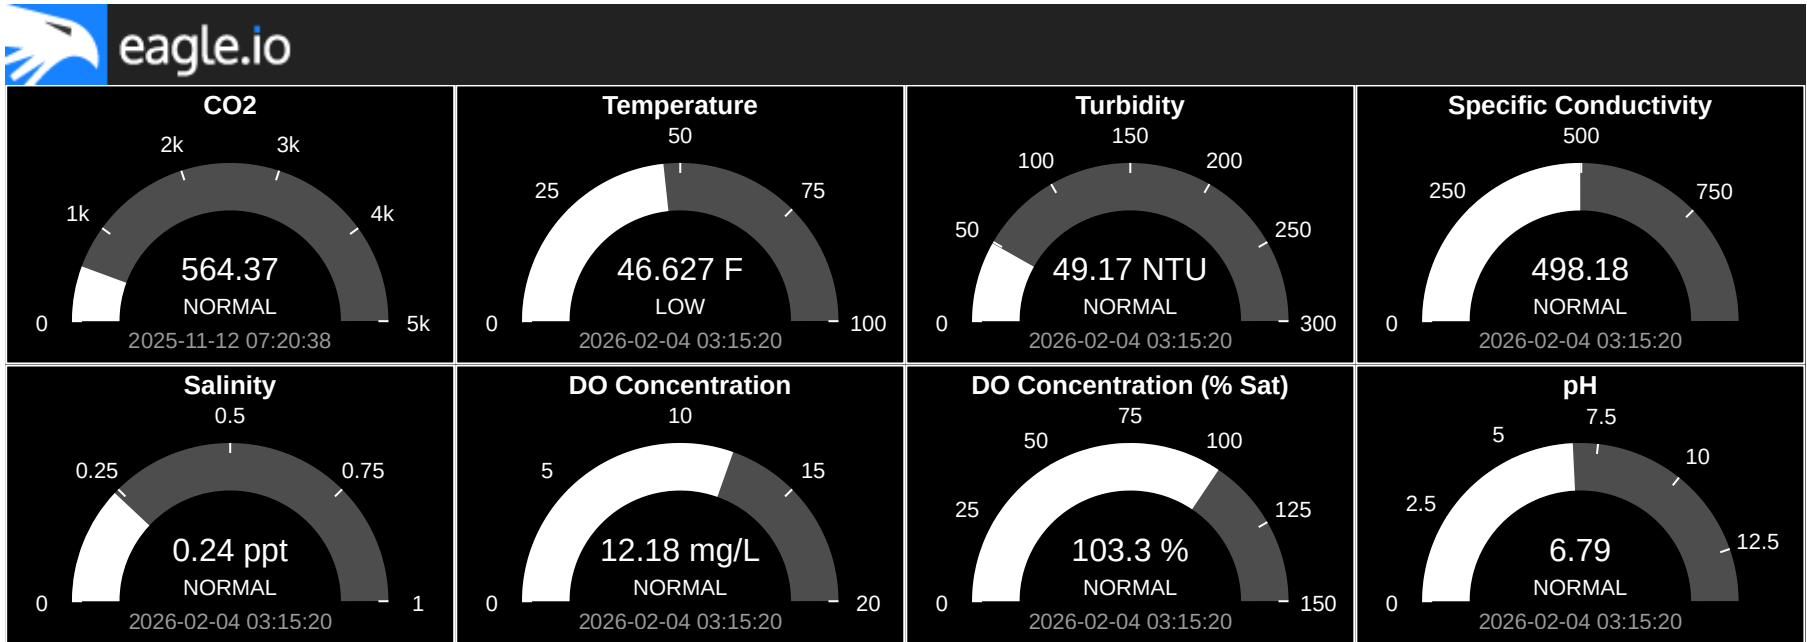 eagle.io
CO2
2k
3k
1k
4k
564.37
NORMAL
0
5k
2025-11-12 07:20:38
Temperature
50
25
75
46.627 F
LOW
0
100
2026-02-04 03:15:20
Turbidity
150
100
200
50
250
49.17 NTU
NORMAL
0
300
2026-02-04 03:15:20
Specific Conductivity
500
250
750
498.18
NORMAL
0
2026-02-04 03:15:20
Salinity
0.5
0.25
0.75
0.24 ppt
NORMAL
0
1
2026-02-04 03:15:20
DO Concentration
10
5
15
12.18 mg/L
NORMAL
0
20
2026-02-04 03:15:20
DO Concentration (% Sat)
75
50
100
25
125
103.3 %
NORMAL
0
150
2026-02-04 03:15:20
pH
7.5
5
10
2.5
12.5
6.79
NORMAL
0
2026-02-04 03:15:20